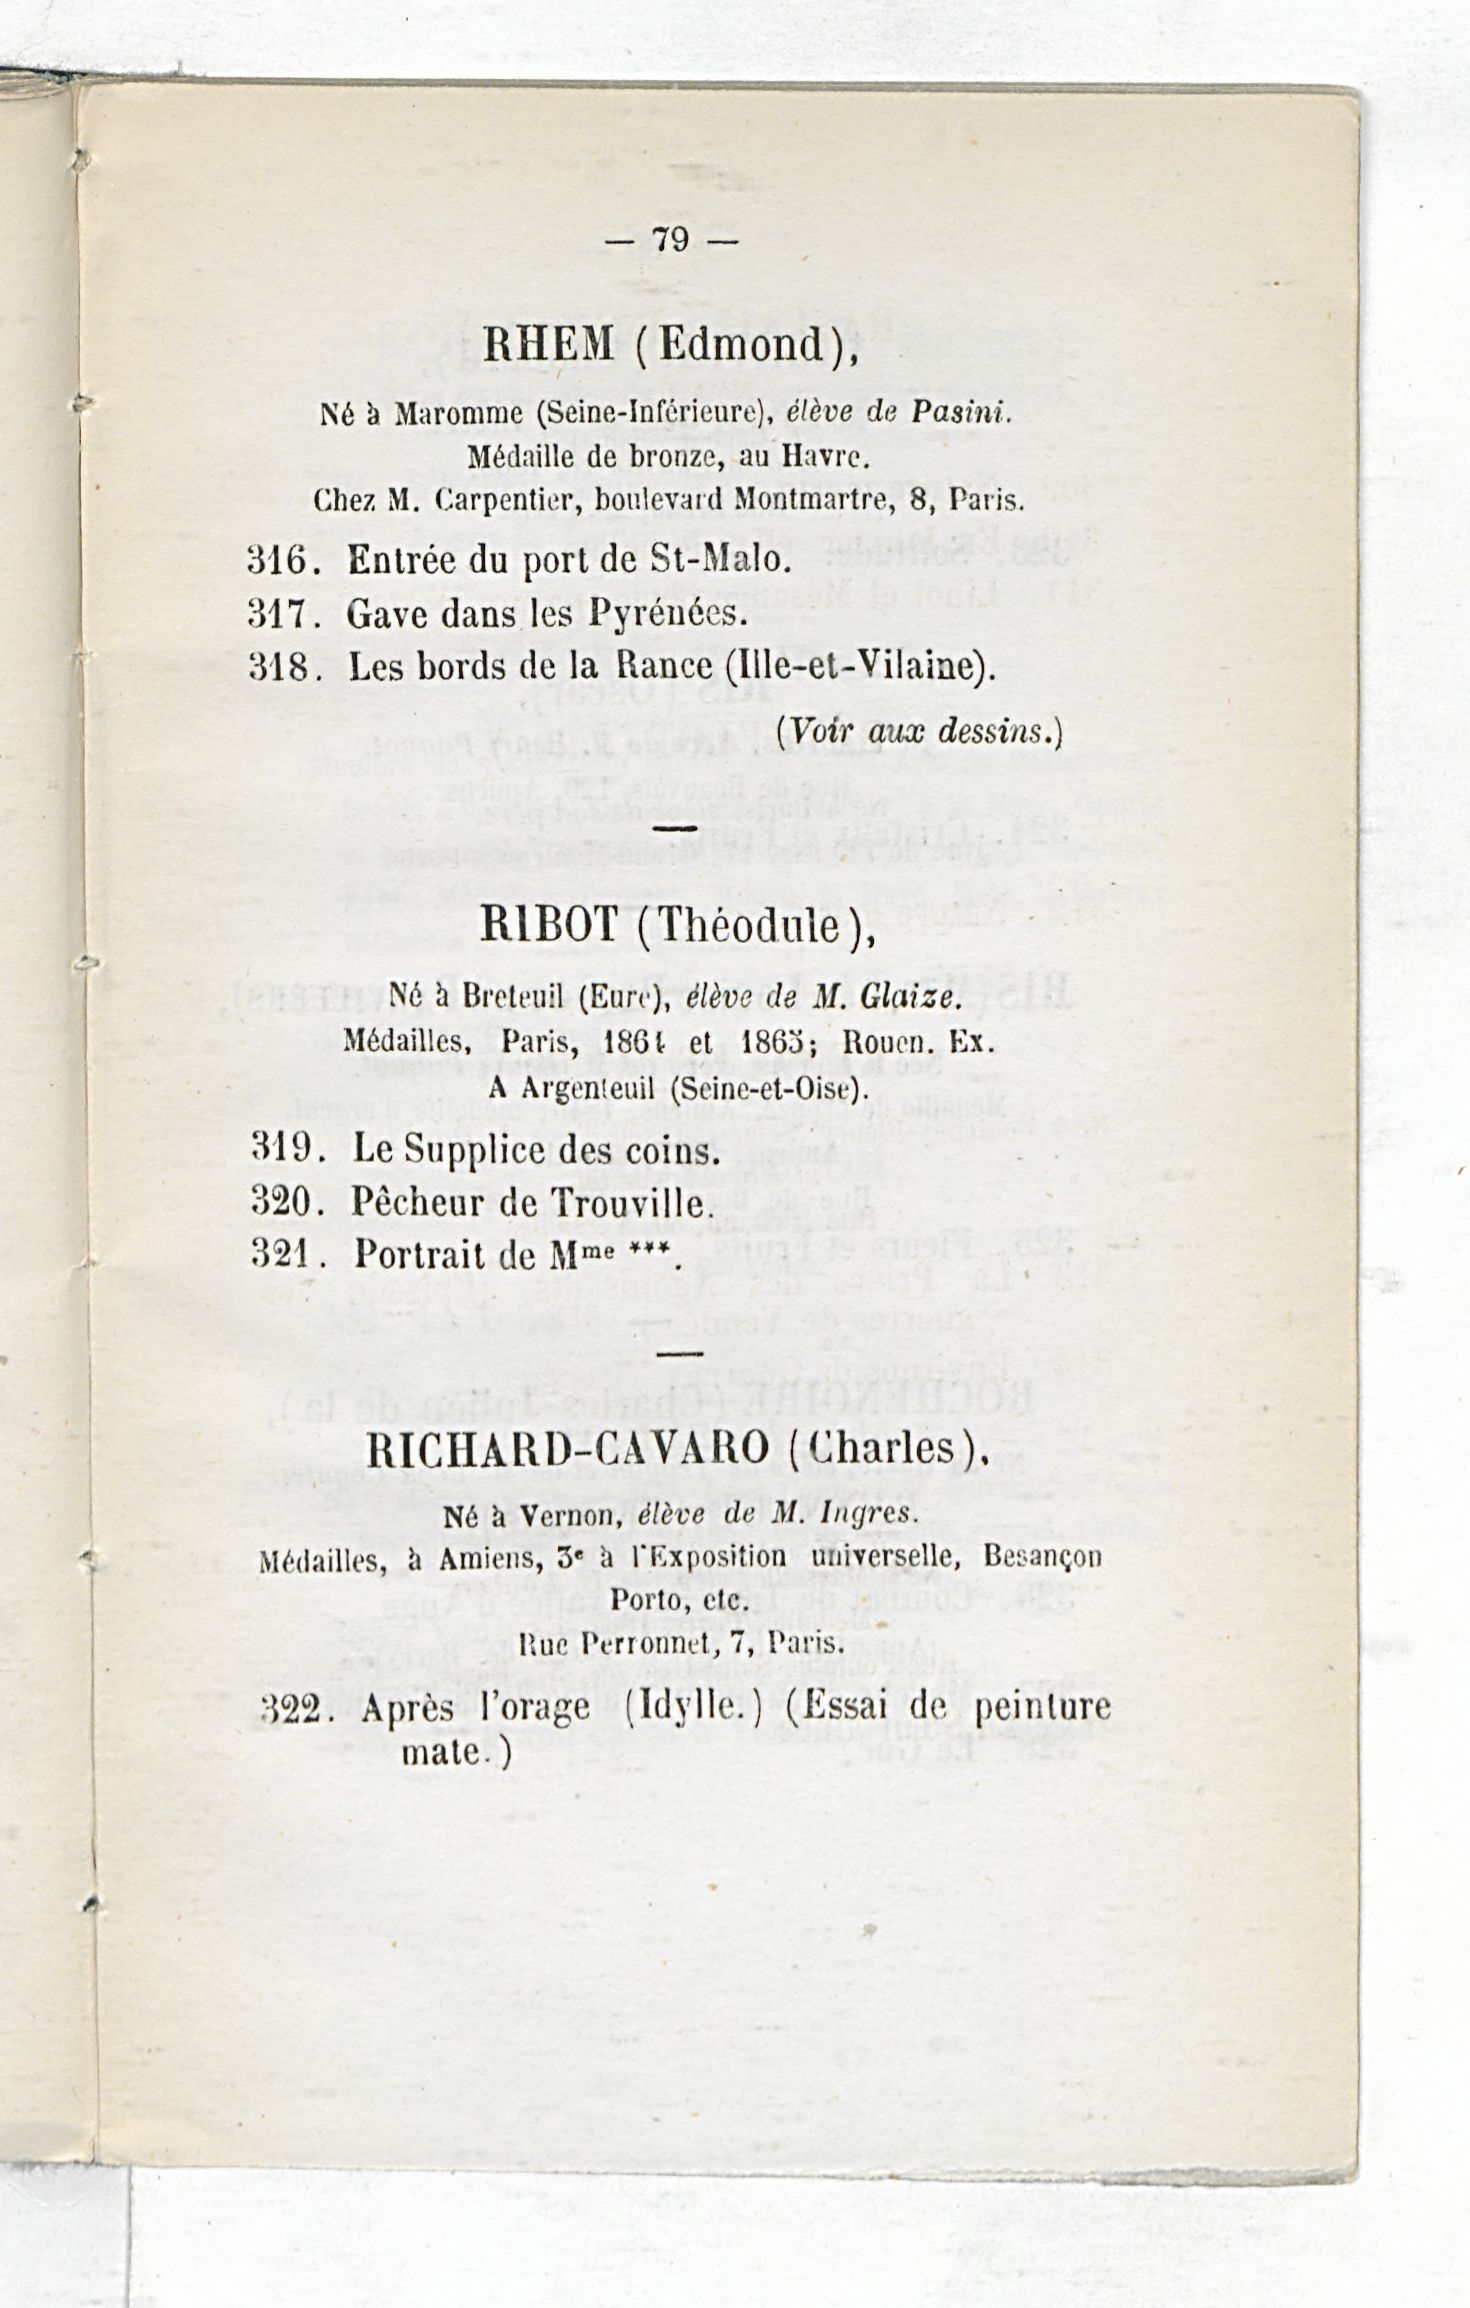 — 79 —
RHEM (Edmond),
Né à Maromme (Seine-Inférieure), élève de Pasini.
Médaille de bronze, au Havre.
Chez M. Carpentier, boulevard Montmartre, 8, Paris.
316. Entrée du port de St-Malo.
317. Gave dans les Pyrénées.
318. Les bords de la Rance (Ille-et-Vilaine).
(Voir aux dessins.)
RIBOT (Théodule),
Né à Breteuil (Eure), élève de M. Glaize.
Médailles, Paris, 1864 et 1865; Rouen. Ex.
A Argenteuil (Seine-et-Oise).
319. Le Supplice des coins.
320. Pêcheur de Trouville.
321. Portrait de Mme ***.
RICHARD-CAVARO (Charles),
Né à Vernon, élève de M. Ingres.
Médailles, à Amiens, 3e à l'Exposition universelle, Besançon
Porto, etc.
Rue Perronnet, 7, Paris.
322. Après l'orage (Idylle.) (Essai de peinture
mate.)